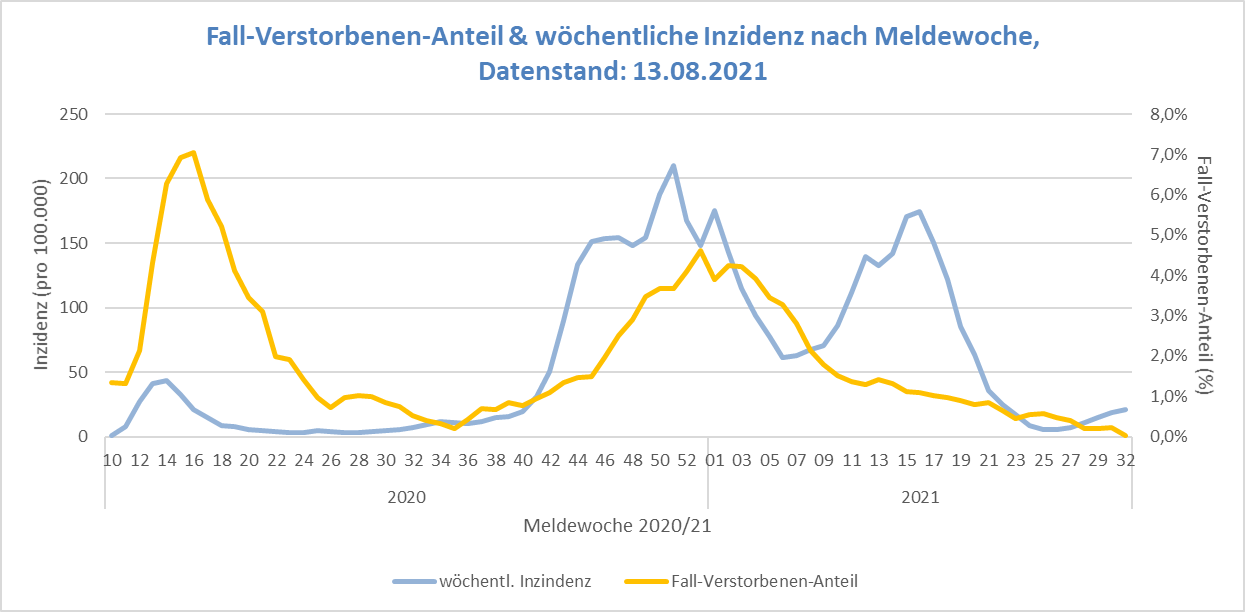 Fall-Verstorbenen-Anteil & wöchentliche Inzidenz nach Meldewoche,
Datenstand: 13.08.2021
Inzidenz (pro 100.000)
250
200
150
100
50
0
8,0%
7,0%
6,0%
5,0%
4,0%
3,0%
2,0%
1,0%
0,0%
Fall-Verstorbenen-Anteil (%)
10 12 14 16 18 20 22 24 26 28 30 32 34 36 38 40 42 44 46 48 50 52 01 03 05 07 09 11 13 15 17 19 21 23 25 27 29 32
2020 2021
Meldewoche 2020/21
wöchentl. Inzindenz Fall-Verstorbenen-Anteil